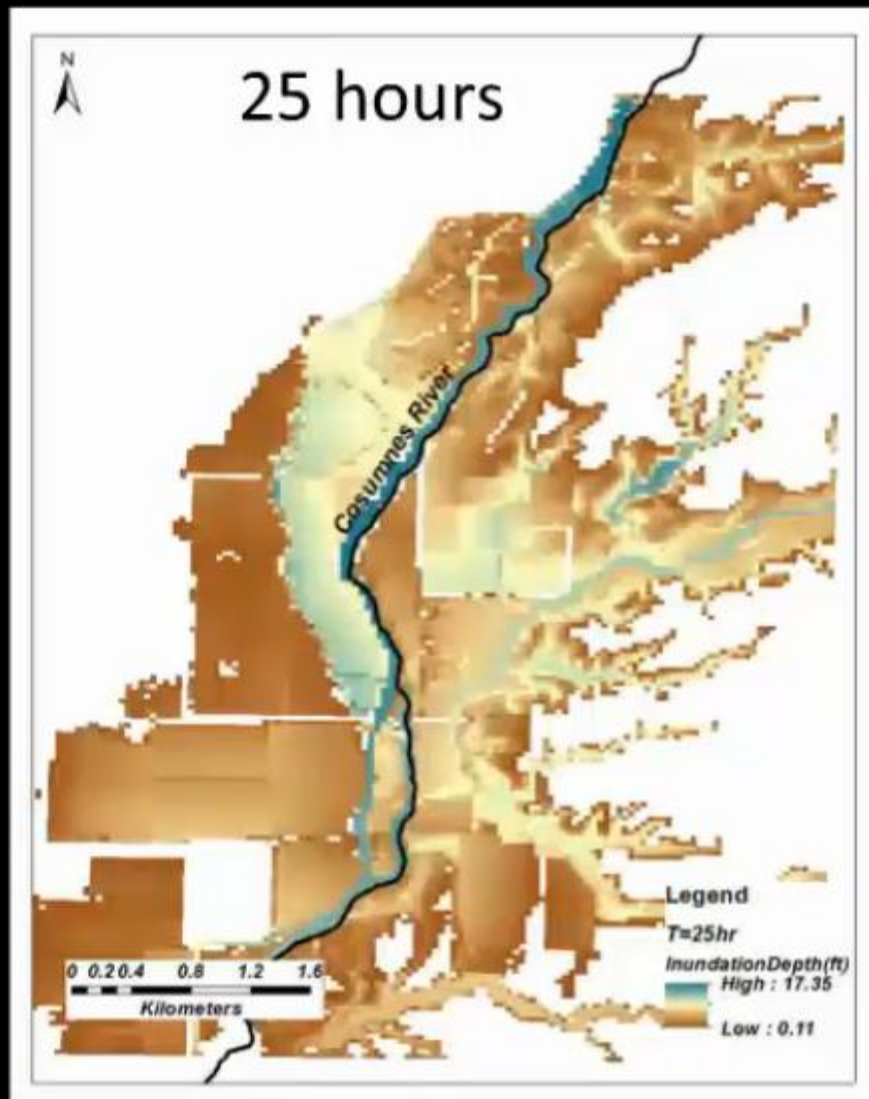 N
25 hours
Cosumnes River
Legend
T=25hr
InundationDepth(ft)
High : 17.35
Low : 0.11
0 0.2 0.4 0.8 1.2 1.6
Kilometers